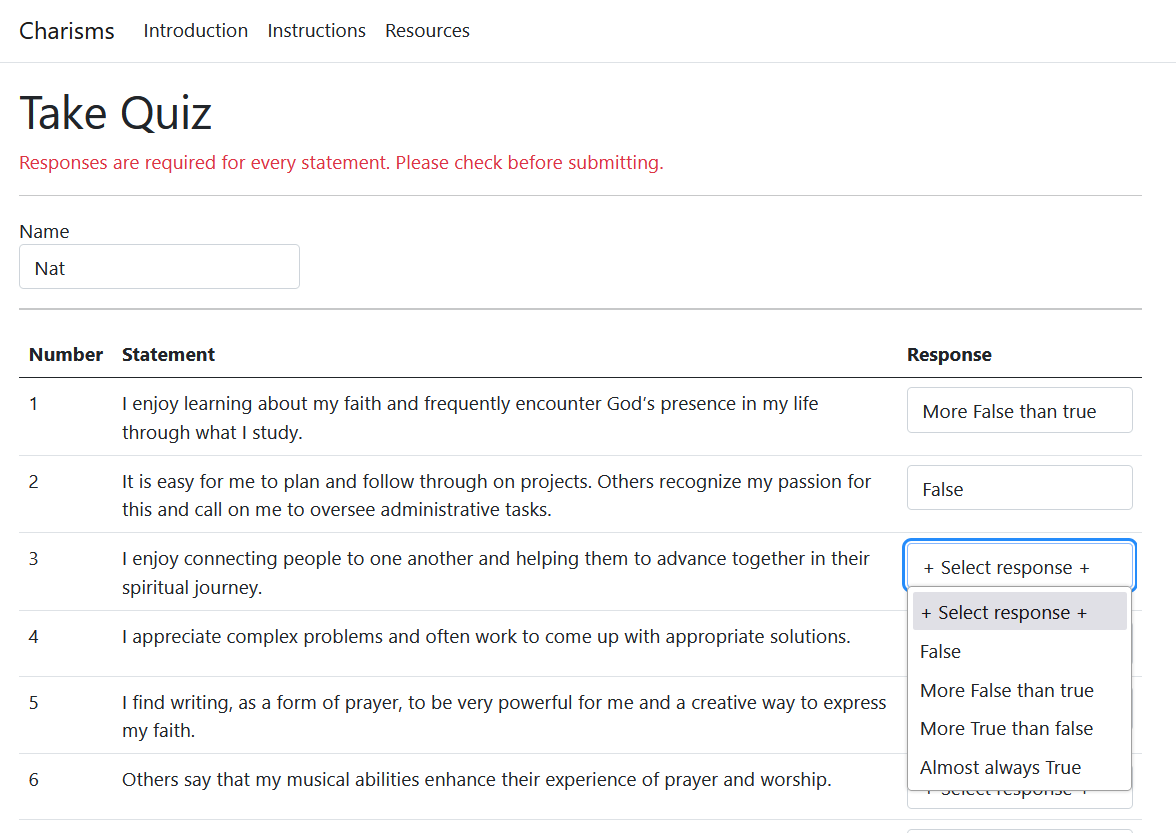 Charisms Introduction Instructions Resources
Take Quiz
Responses are required for every statement. Please check before submitting.
Name
Nat
Number Statement Response
1 I enjoy learning about my faith and frequently encounter God’s presence in my life More False than true
through what I study.
2 It is easy for me to plan and follow through on projects. Others recognize my passion for False
this and call on me to oversee administrative tasks.
3 I enjoy connecting people to one another and helping them to advance together in their + Select response +
spiritual journey.
+ Select response +
4 I appreciate complex problems and often work to come up with appropriate solutions.
False
More False than true
5 I find writing, as a form of prayer, to be very powerful for me and a creative way to express
my faith.
More True than false
6 Others say that my musical abilities enhance their experience of prayer and worship.
Almost always True
+ Select response +